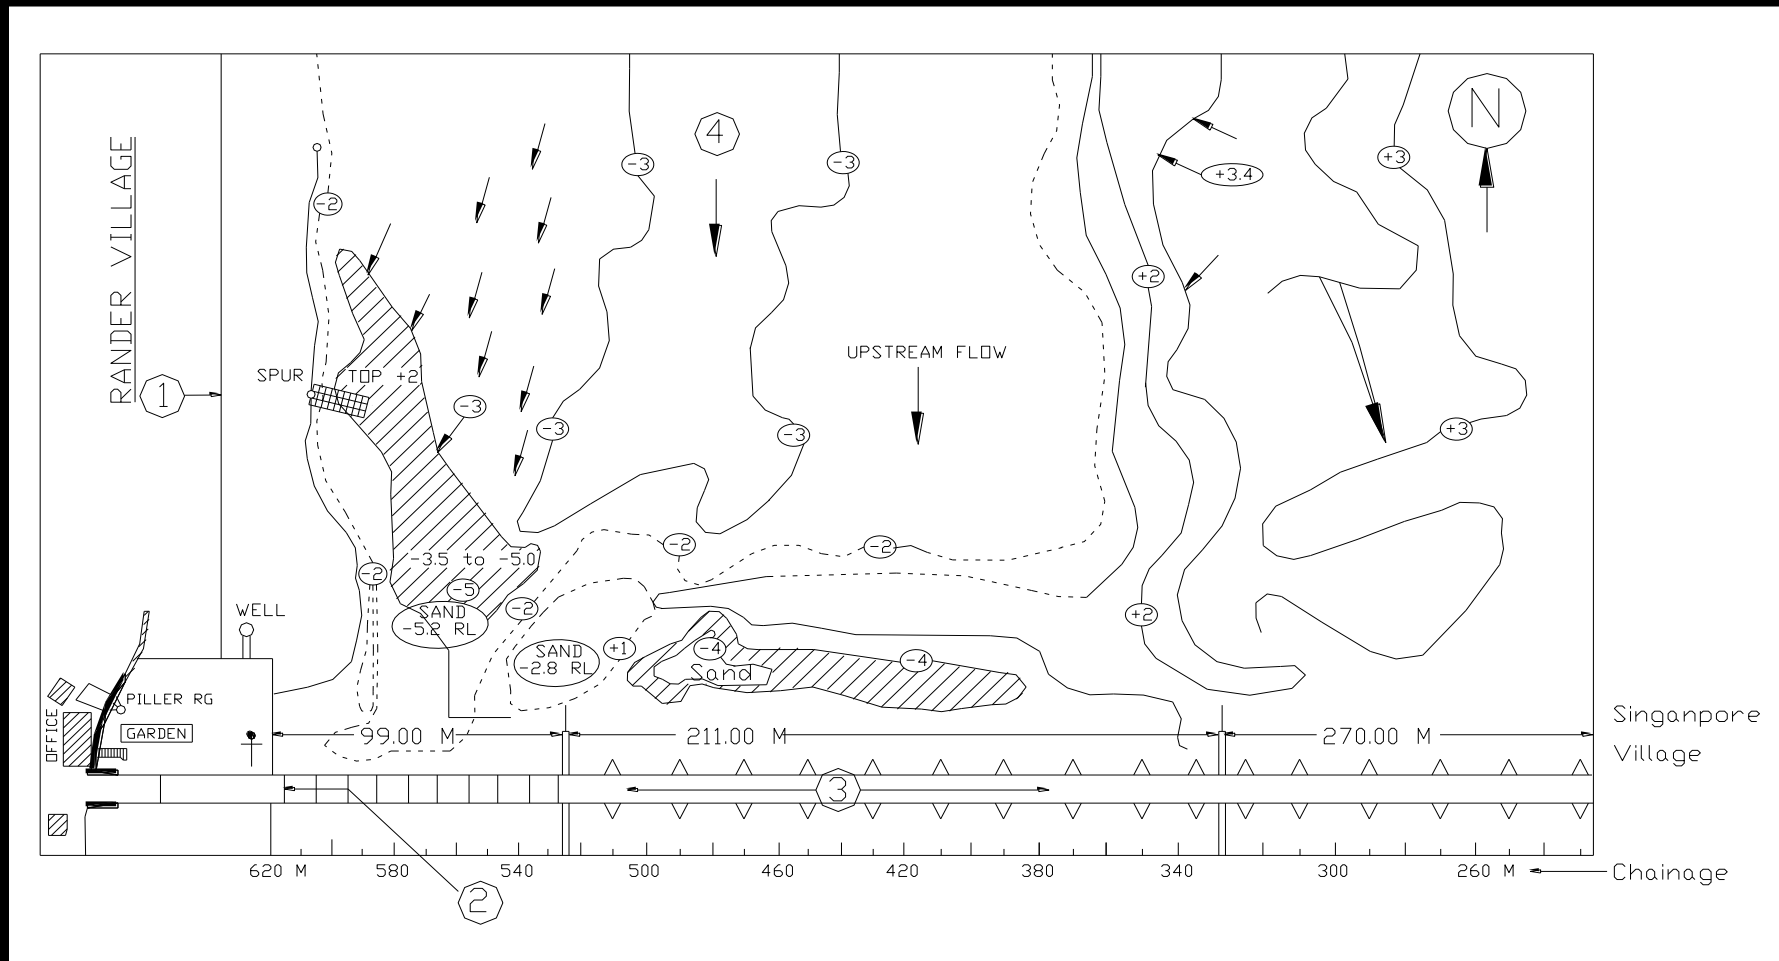 N
4
-3
-3
+3
+3.4
-2
RANDER VILLAGE
+2
UPSTREAM FLOW
SPUR
TOP +2
1
-3
-3
-3
+3
-2
-2
-3.5 to -5.0
-2
-5
-2
WELL
SAND
-5.2 RL
+2
SAND
-2.8 RL
+1
-4
-4
Sand
PILLER RG
OFFICE
GARDEN
99.00 M
211.00 M
270.00 M
Singanpore
Village
3
620 M
580
540
500
460
420
380
340
300
260 M
Chainage
2